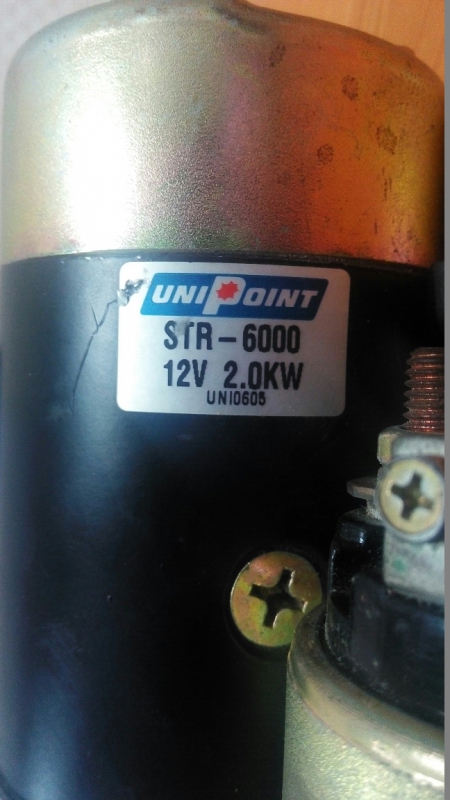 UNIPOINT
STR-6000
12V 2.0KW
UNI0605